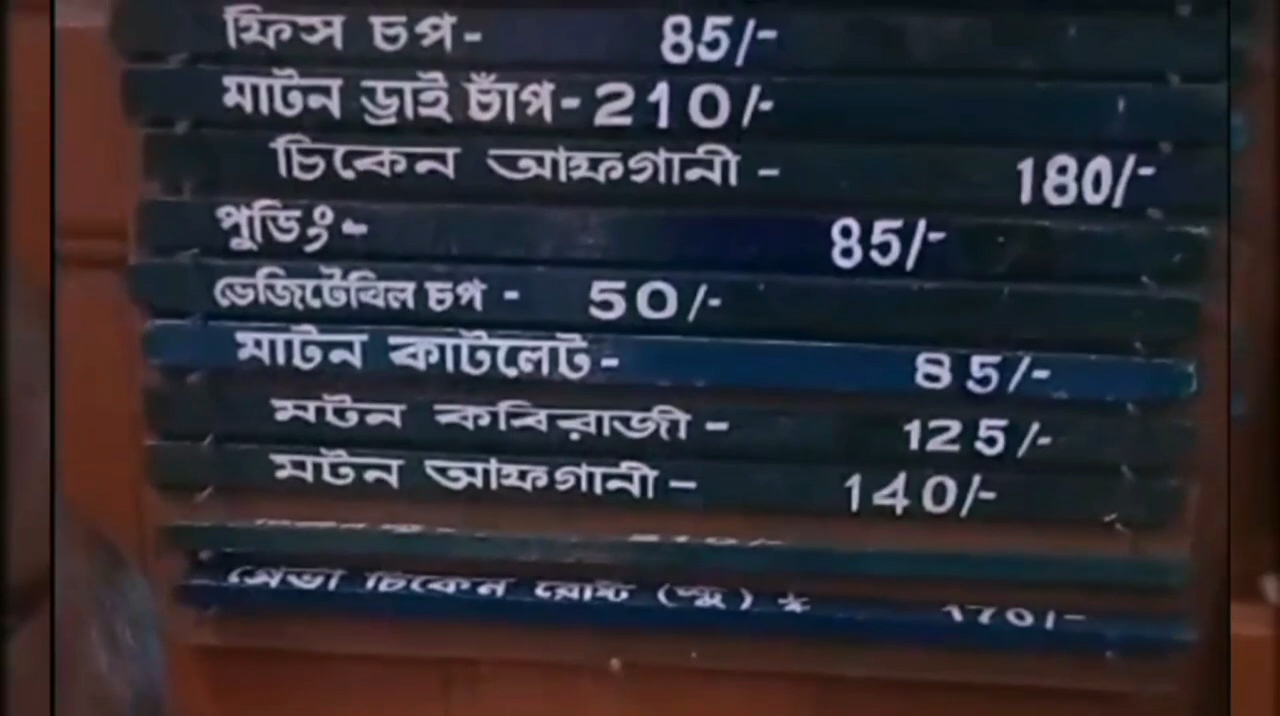 ফিস চপ- 85/-
মাটন ড্রাই চাঁপ- 210/-
চিকেন আফগানী - 180/-
পুডিং - 85/-
ভেজিটেবিল চপ - 50/-
মাটন কাটলেট- 85/-
মটন কবিরাজী - 125/-
মটন আফগানী - 140/-
চিকেন রোষ্ট 170/-